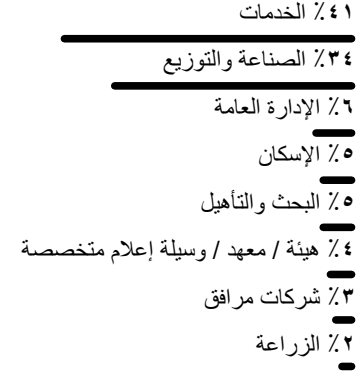 ٤١٪ الخدمات
٣٤٪ الصناعة والتوزيع
٦٪ الإدارة العامة
٥٪ الإسكان
٥٪ البحث والتأهيل
٤٪ هيئة / معهد / وسيلة إعلام متخصصة
٣٪ شركات مرافق
٢٪ الزراعة